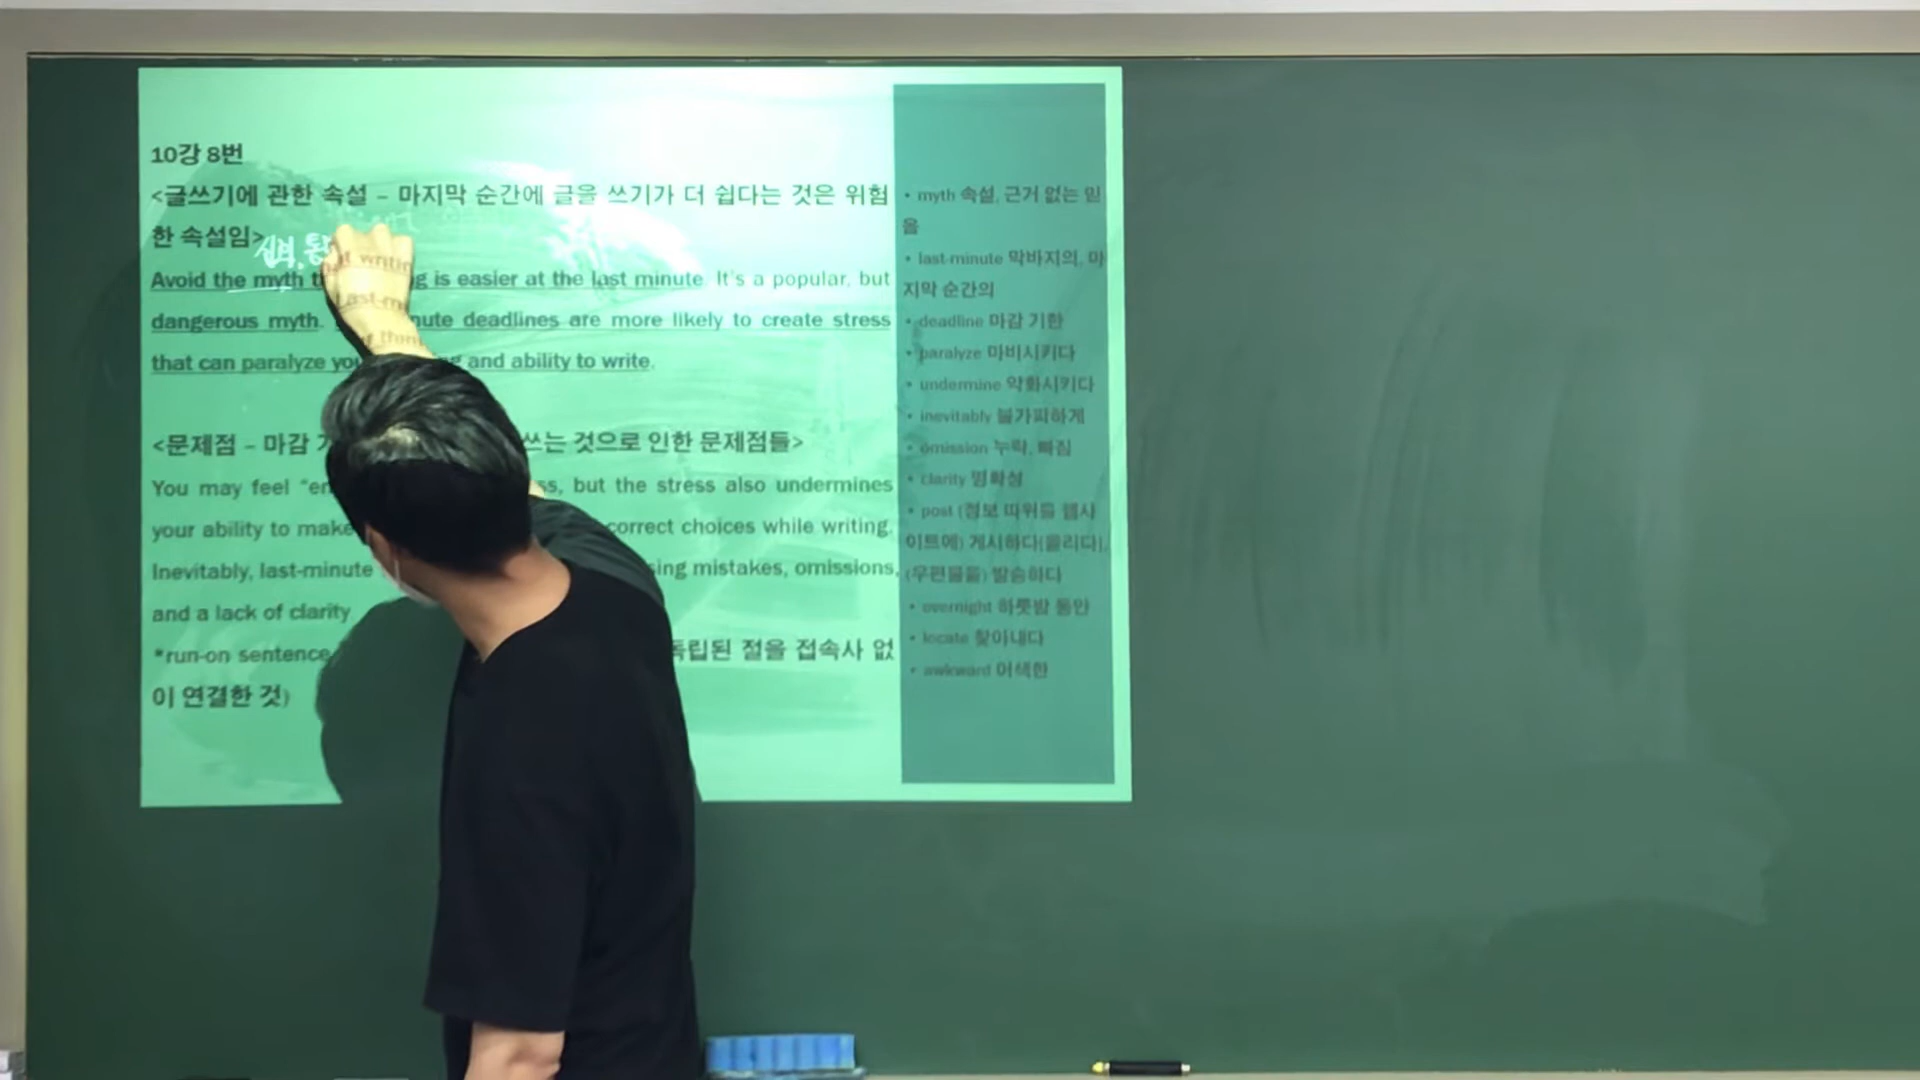 10강 8번
<글쓰기에 관한 속설 – 마지막 순간에 글을 쓰기가 더 쉽다는 것은 위험
한 속설임>
Avoid the myth that writing is easier at the last minute. It's a popular, but
dangerous myth. Last-minute deadlines are more likely to create stress
that can paralyze your thinking and ability to write.
<문제점 – 마감 쓰는 것으로 인한 문제점들>
You may feel “en ss, but the stress also undermines
your ability to make correct choices while writing.
Inevitably, last-minute sing mistakes, omissions,
and a lack of clarity
*run-on sentence 독립된 절을 접속사 없
이 연결한 것)
• myth 속설, 근거 없는 믿
음
• last-minute 막바지의, 마
지막 순간의
• deadline 마감 기한
• paralyze 마비시키다
• undermine 약화시키다
• inevitably 불가피하게
• omission 누락, 빠짐
• clarity 명확성
• post (정보 따위를 웹사
이트에) 게시하다[올리다],
(우편물을) 발송하다
• overnight 하룻밤 동안
• locate 찾아내다
• awkward 어색한